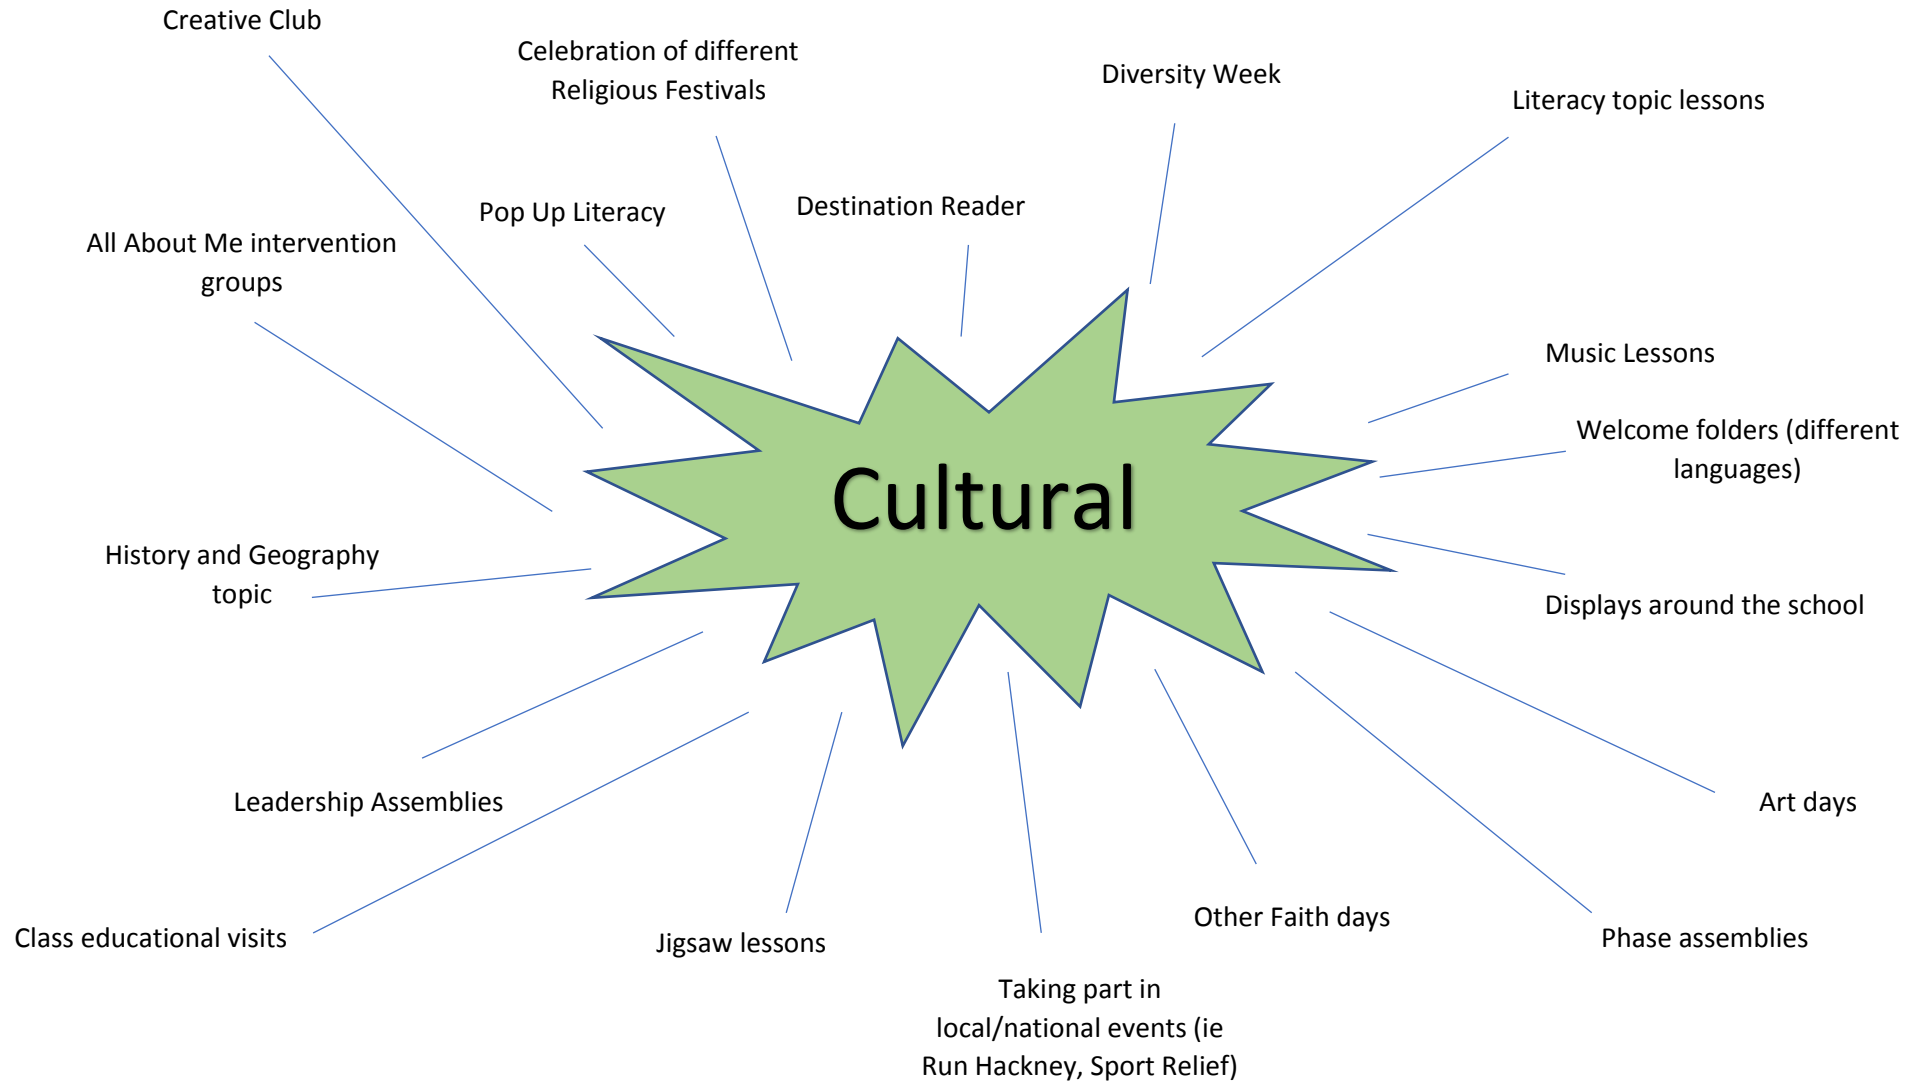 Creative Club
Celebration of different
Religious Festivals
Diversity Week
Literacy topic lessons
Pop Up Literacy
Destination Reader
All About Me intervention
groups
Music Lessons
Welcome folders (different
languages)
Cultural
History and Geography
topic
Displays around the school
Leadership Assemblies
Art days
Class educational visits
Jigsaw lessons
Other Faith days
Phase assemblies
Taking part in
local/national events (ie
Run Hackney, Sport Relief)